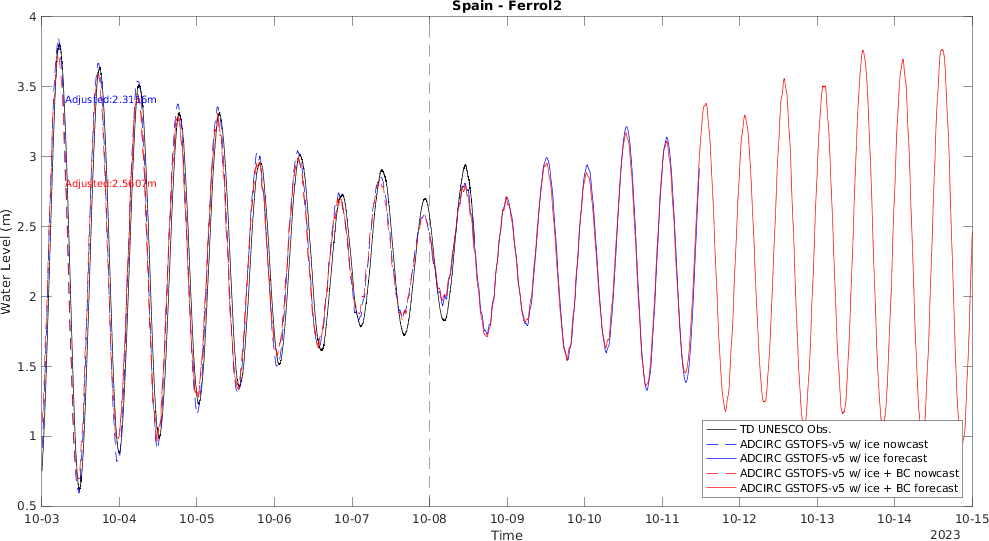 Spain - Ferrol2
4
3.5
3
2.5
2
1.5
1
0.5
Water Level (m)
Adjusted:2.3116m
Adjusted:2.5607m
TD UNESCO Obs.
ADCIRC GSTOFS-v5 w/ ice nowcast
ADCIRC GSTOFS-v5 w/ ice forecast
ADCIRC GSTOFS-v5 w/ ice + BC nowcast
ADCIRC GSTOFS-v5 w/ ice + BC forecast
10-03 10-04 10-05 10-06 10-07 10-08 10-09 10-10 10-11 10-12 10-13 10-14 10-15
Time
2023